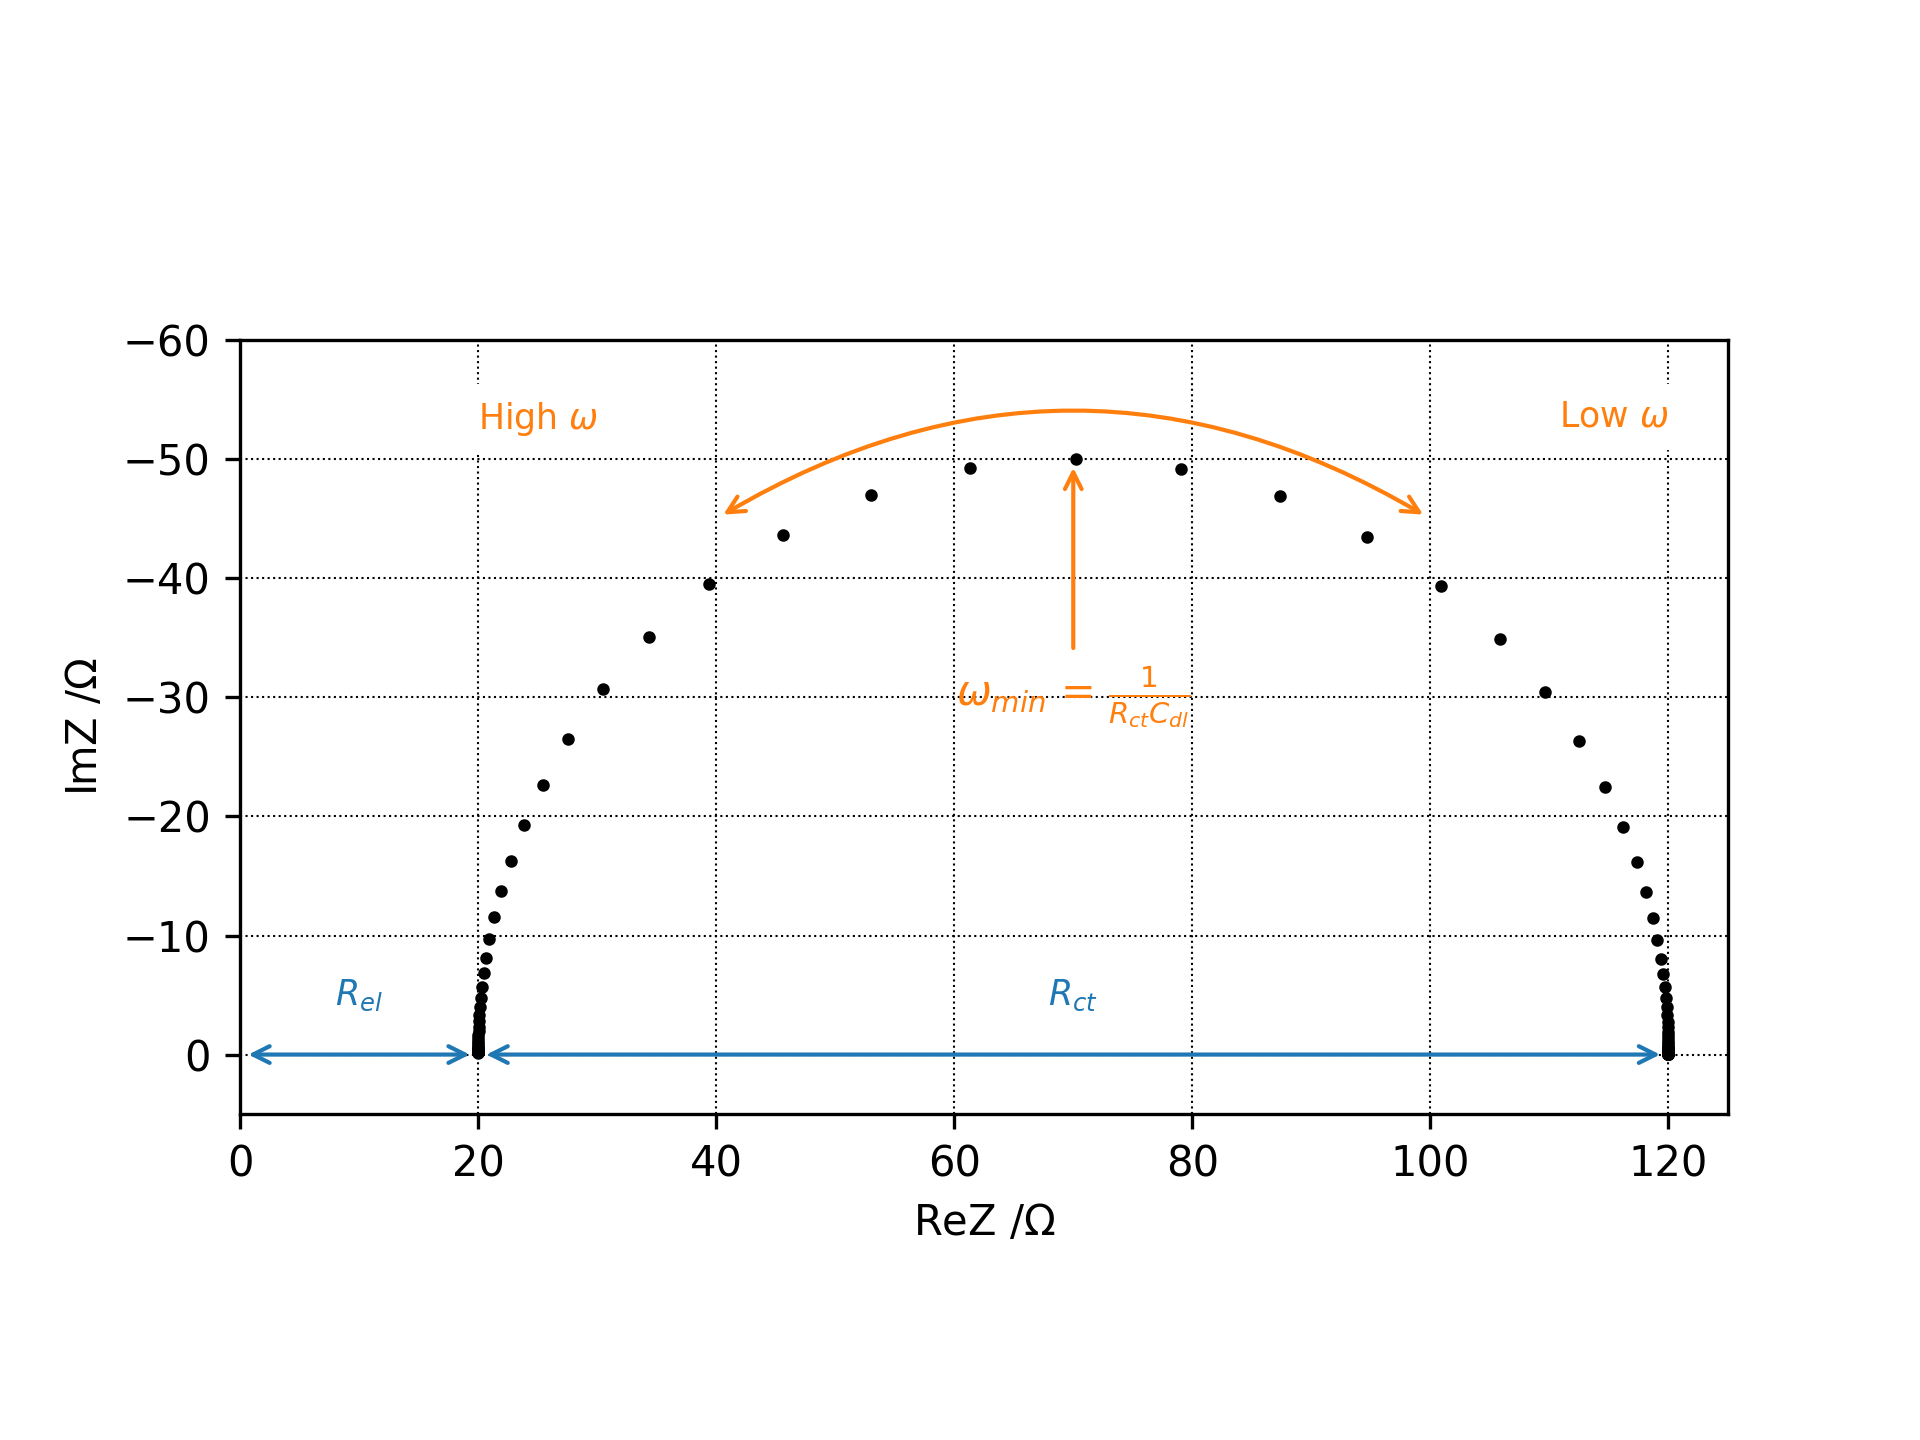 −60
High ω
Low ω
−50
−40
−30
ω_min = 1/(R_ct C_dl)
ImZ /Ω
−20
−10
R_el
R_ct
0
0 20 40 60 80 100 120
ReZ /Ω